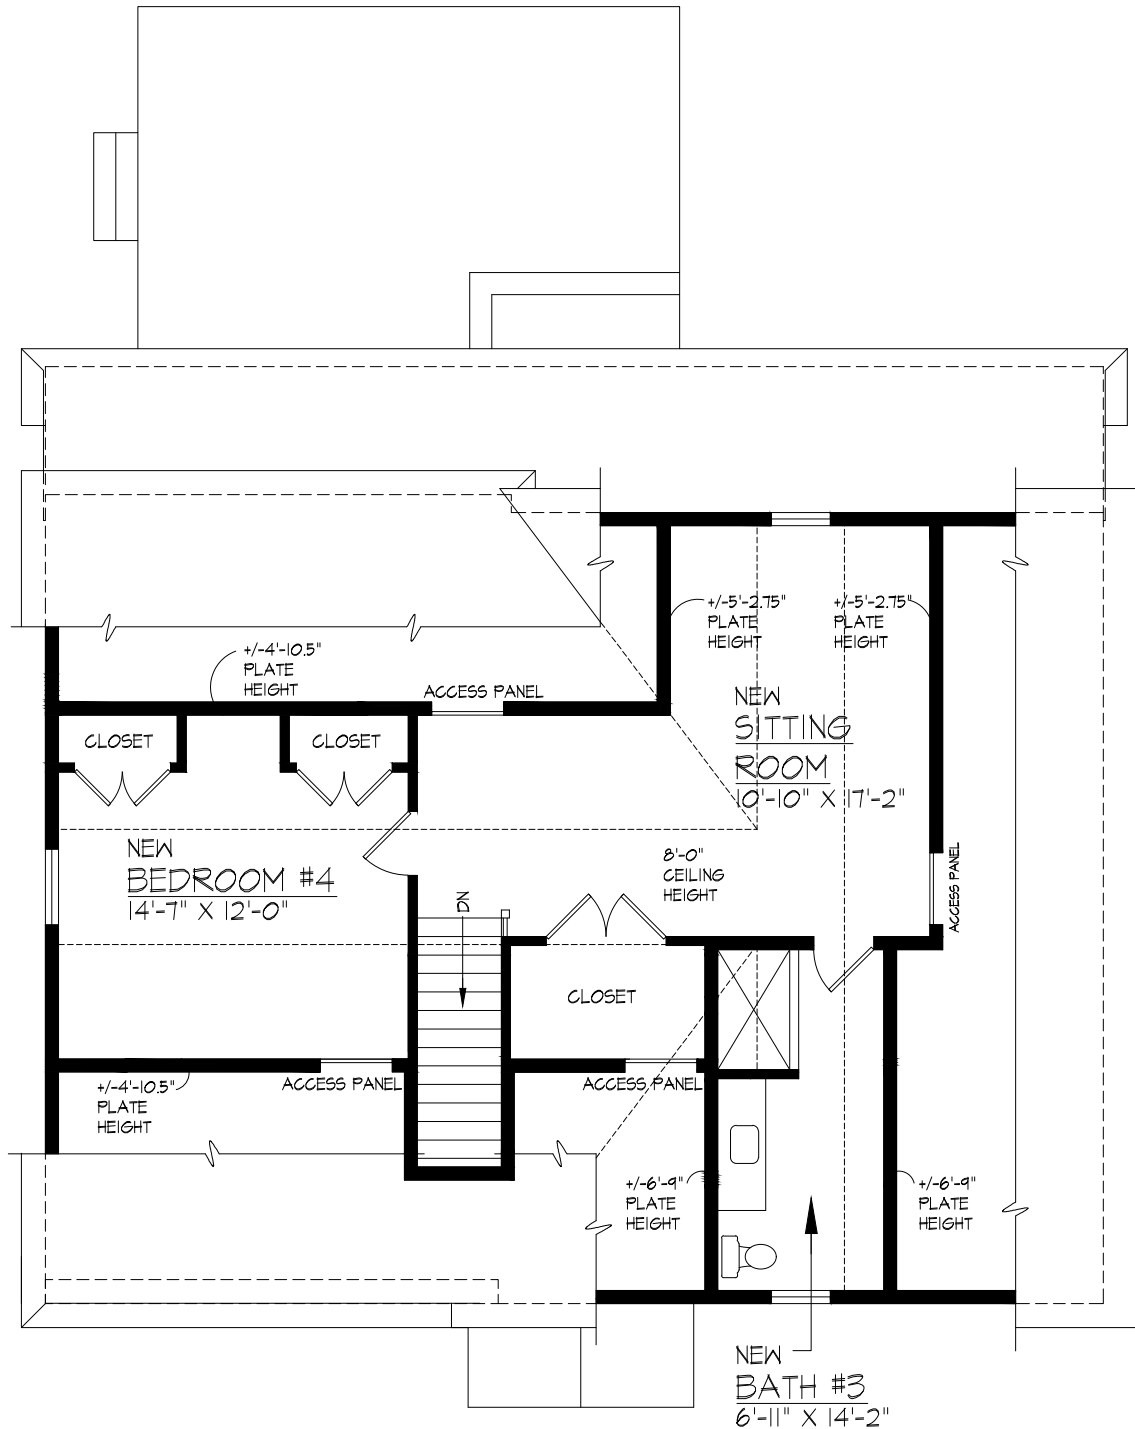 +/-5'-2.75"
PLATE
HEIGHT
+/-5'-2.75"
PLATE
HEIGHT
+/-4'-10.5"
PLATE
HEIGHT
ACCESS PANEL
NEW
SITTING
ROOM
10'-10" X 17'-2"
CLOSET
CLOSET
NEW
BEDROOM #4
14'-7" X 12'-0"
8'-0"
CEILING
HEIGHT
ACCESS PANEL
DN
CLOSET
+/-4'-10.5"
PLATE
HEIGHT
ACCESS PANEL
ACCESS PANEL
+/-6'-9"
PLATE
HEIGHT
+/-6'-9"
PLATE
HEIGHT
NEW
BATH #3
6'-11" X 14'-2"